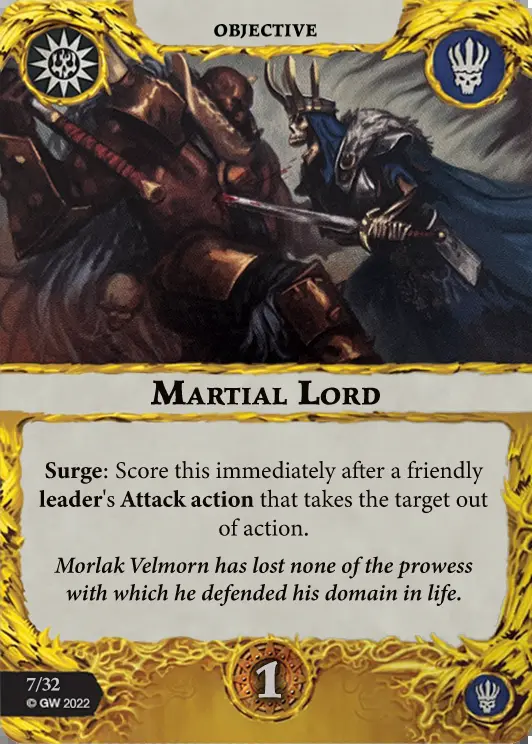 OBJECTIVE
MARTIAL LORD
Surge: Score this immediately after a friendly
leader's Attack action that takes the target out
of action.
Morlak Velmorn has lost none of the prowess
with which he defended his domain in life.
1
7/32
© GW 2022